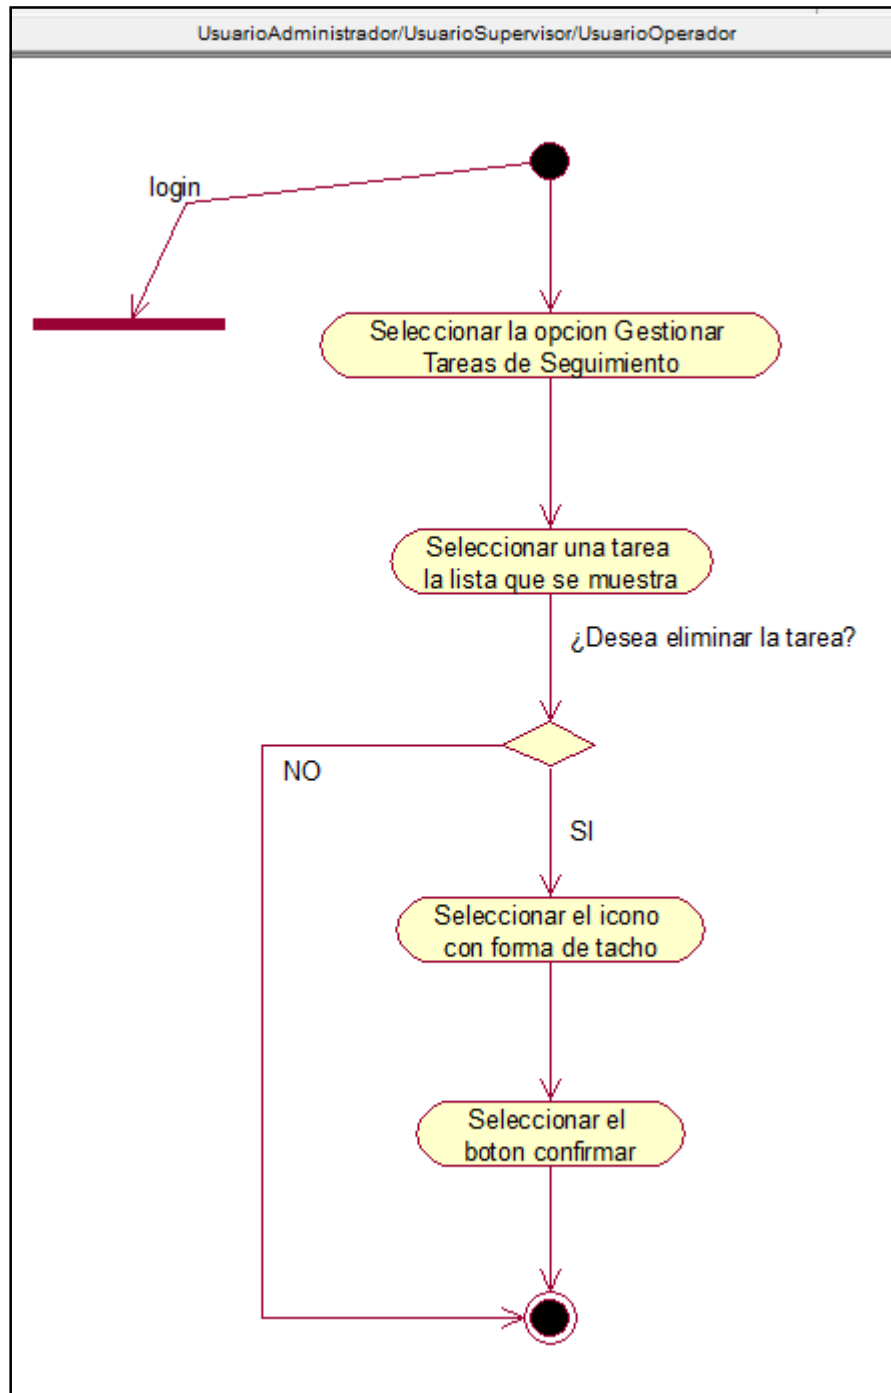 UsuarioAdministrador/UsuarioSupervisor/UsuarioOperador
login
Seleccionar la opcion Gestionar
Tareas de Seguimiento
Seleccionar una tarea
la lista que se muestra
¿Desea eliminar la tarea?
NO
SI
Seleccionar el icono
con forma de tacho
Seleccionar el
boton confirmar